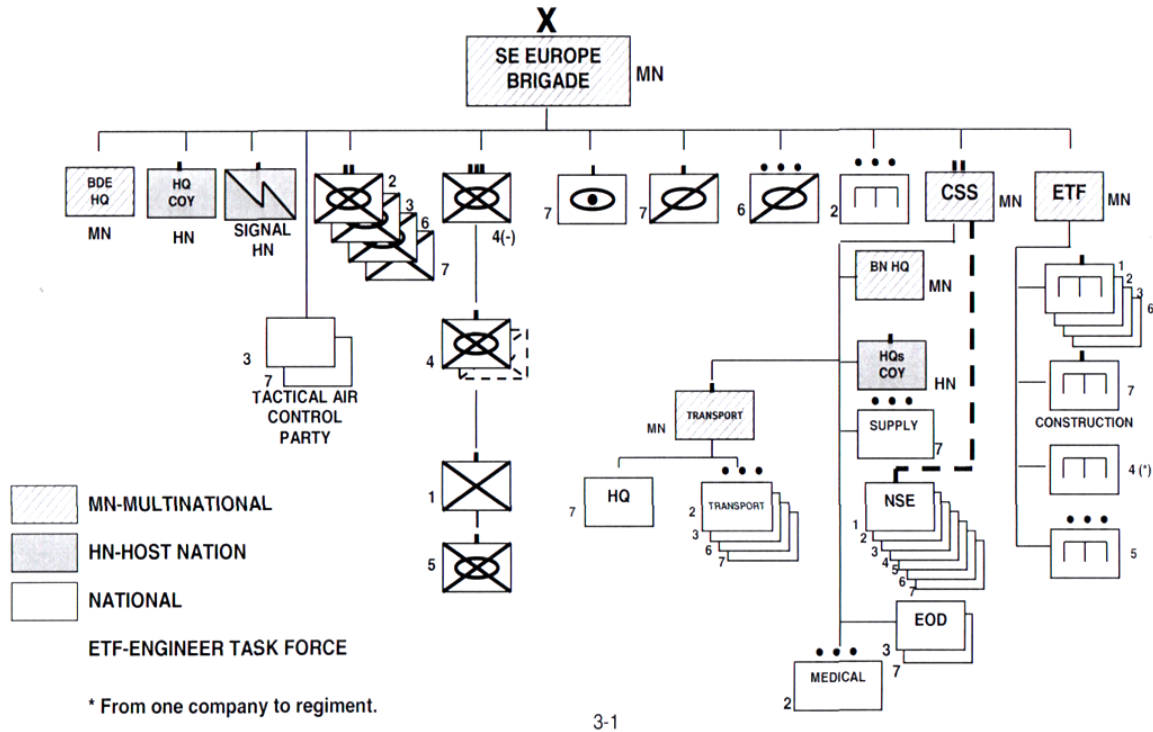 X
SE EUROPE
BRIGADE
MN
BDE
HQ
MN
HQ
COY
HN
SIGNAL
HN
2
3
6
7
4(-)
7
7
6
2
CSS
MN
ETF
MN
3
7
TACTICAL AIR
CONTROL
PARTY
4
1
5
BN HQ
MN
HQs
COY
HN
SUPPLY
7
TRANSPORT
MN
HQ
7
TRANSPORT
2
3
6
7
NSE
1
2
3
4
5
6
7
EOD
3
7
MEDICAL
2
1
2
3
6
7
CONSTRUCTION
4 (*)
5
MN-MULTINATIONAL
HN-HOST NATION
NATIONAL
ETF-ENGINEER TASK FORCE
* From one company to regiment.
3-1